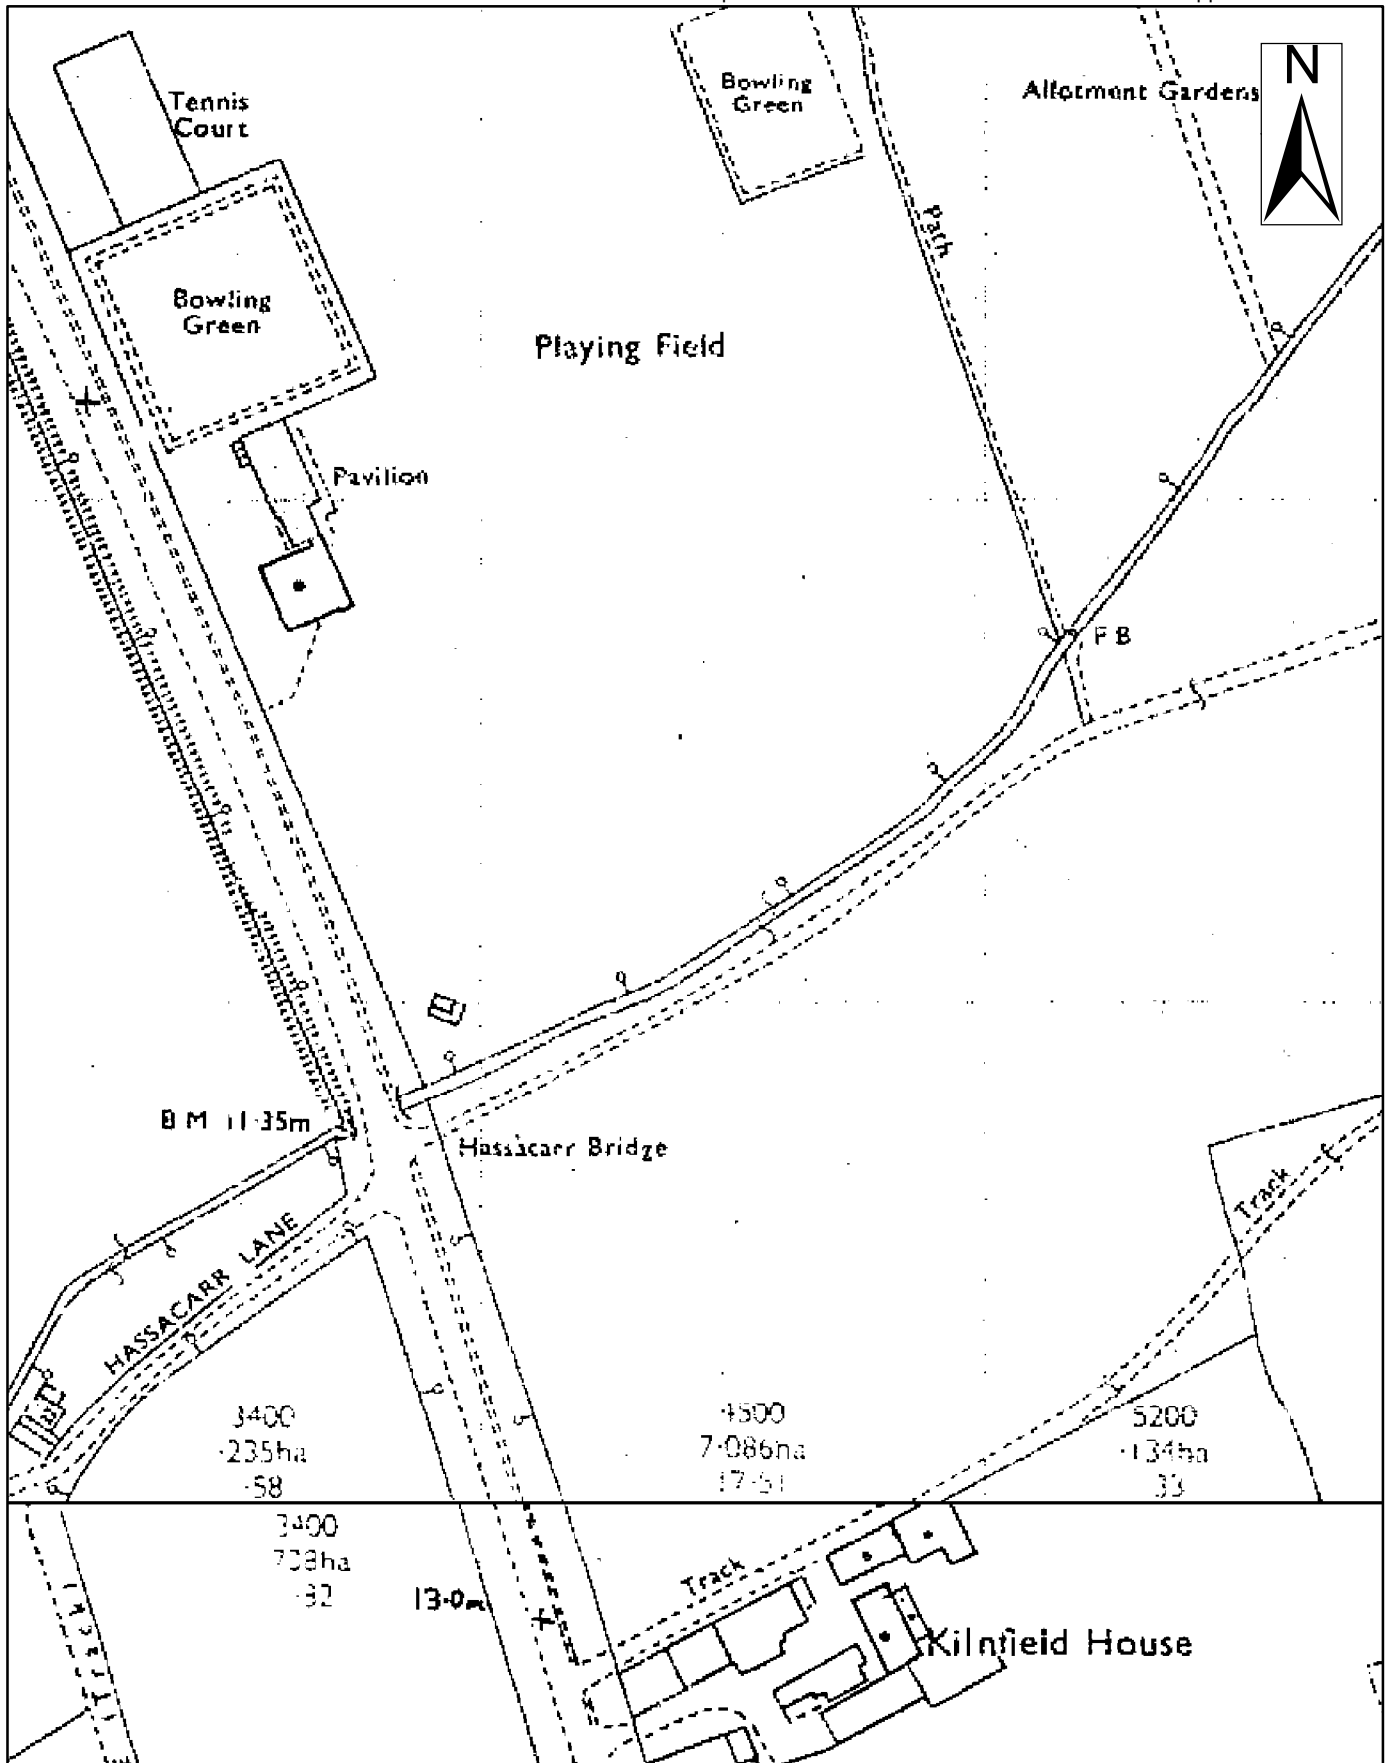 Tennis
Court
Bowling
Green
Allotment Gardens
N
Path
Bowling
Green
Playing Field
Pavilion
F B
B M 11·35m
Hassacarr Bridge
HASSACARR LANE
Track
3400
·235ha
·58
4500
7·086ha
17·51
5200
·134ha
·33
3400
13·0m
Track
Kilnfield House